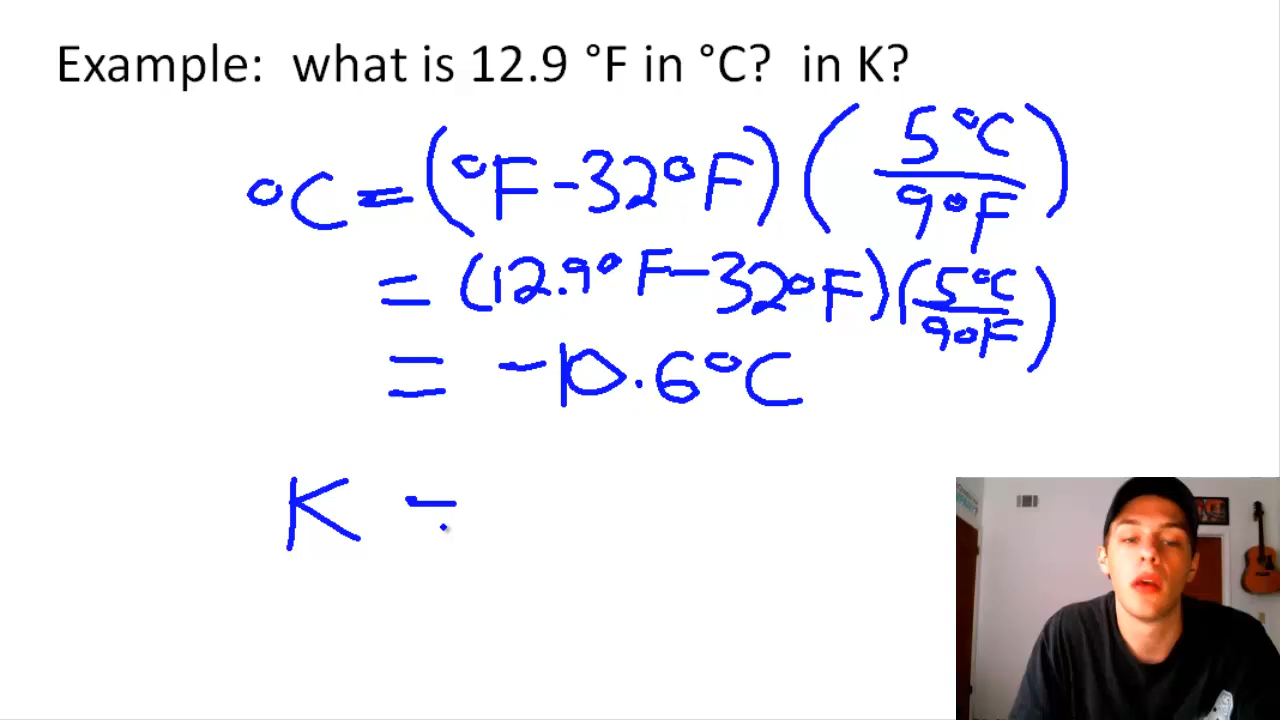 Example: what is 12.9 °F in °C? in K?
°C = (°F - 32°F) (5°C / 9°F)
= (12.9°F - 32°F) (5°C / 9°F)
= -10.6°C
K =